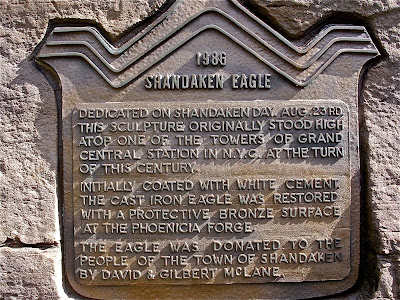 1986
SHANDAKEN EAGLE
DEDICATED ON SHANDAKEN DAY, AUG. 23RD
THIS SCULPTURE ORIGINALLY STOOD HIGH
ATOP ONE OF THE TOWERS OF GRAND
CENTRAL STATION IN N.Y.C. AT THE TURN
OF THIS CENTURY.
INITIALLY COATED WITH WHITE CEMENT,
THE CAST IRON EAGLE WAS RESTORED
WITH A PROTECTIVE BRONZE SURFACE
AT THE PHOENICIA FORGE.
THE EAGLE WAS DONATED TO THE
PEOPLE OF THE TOWN OF SHANDAKEN
BY DAVID & GILBERT McLANE.